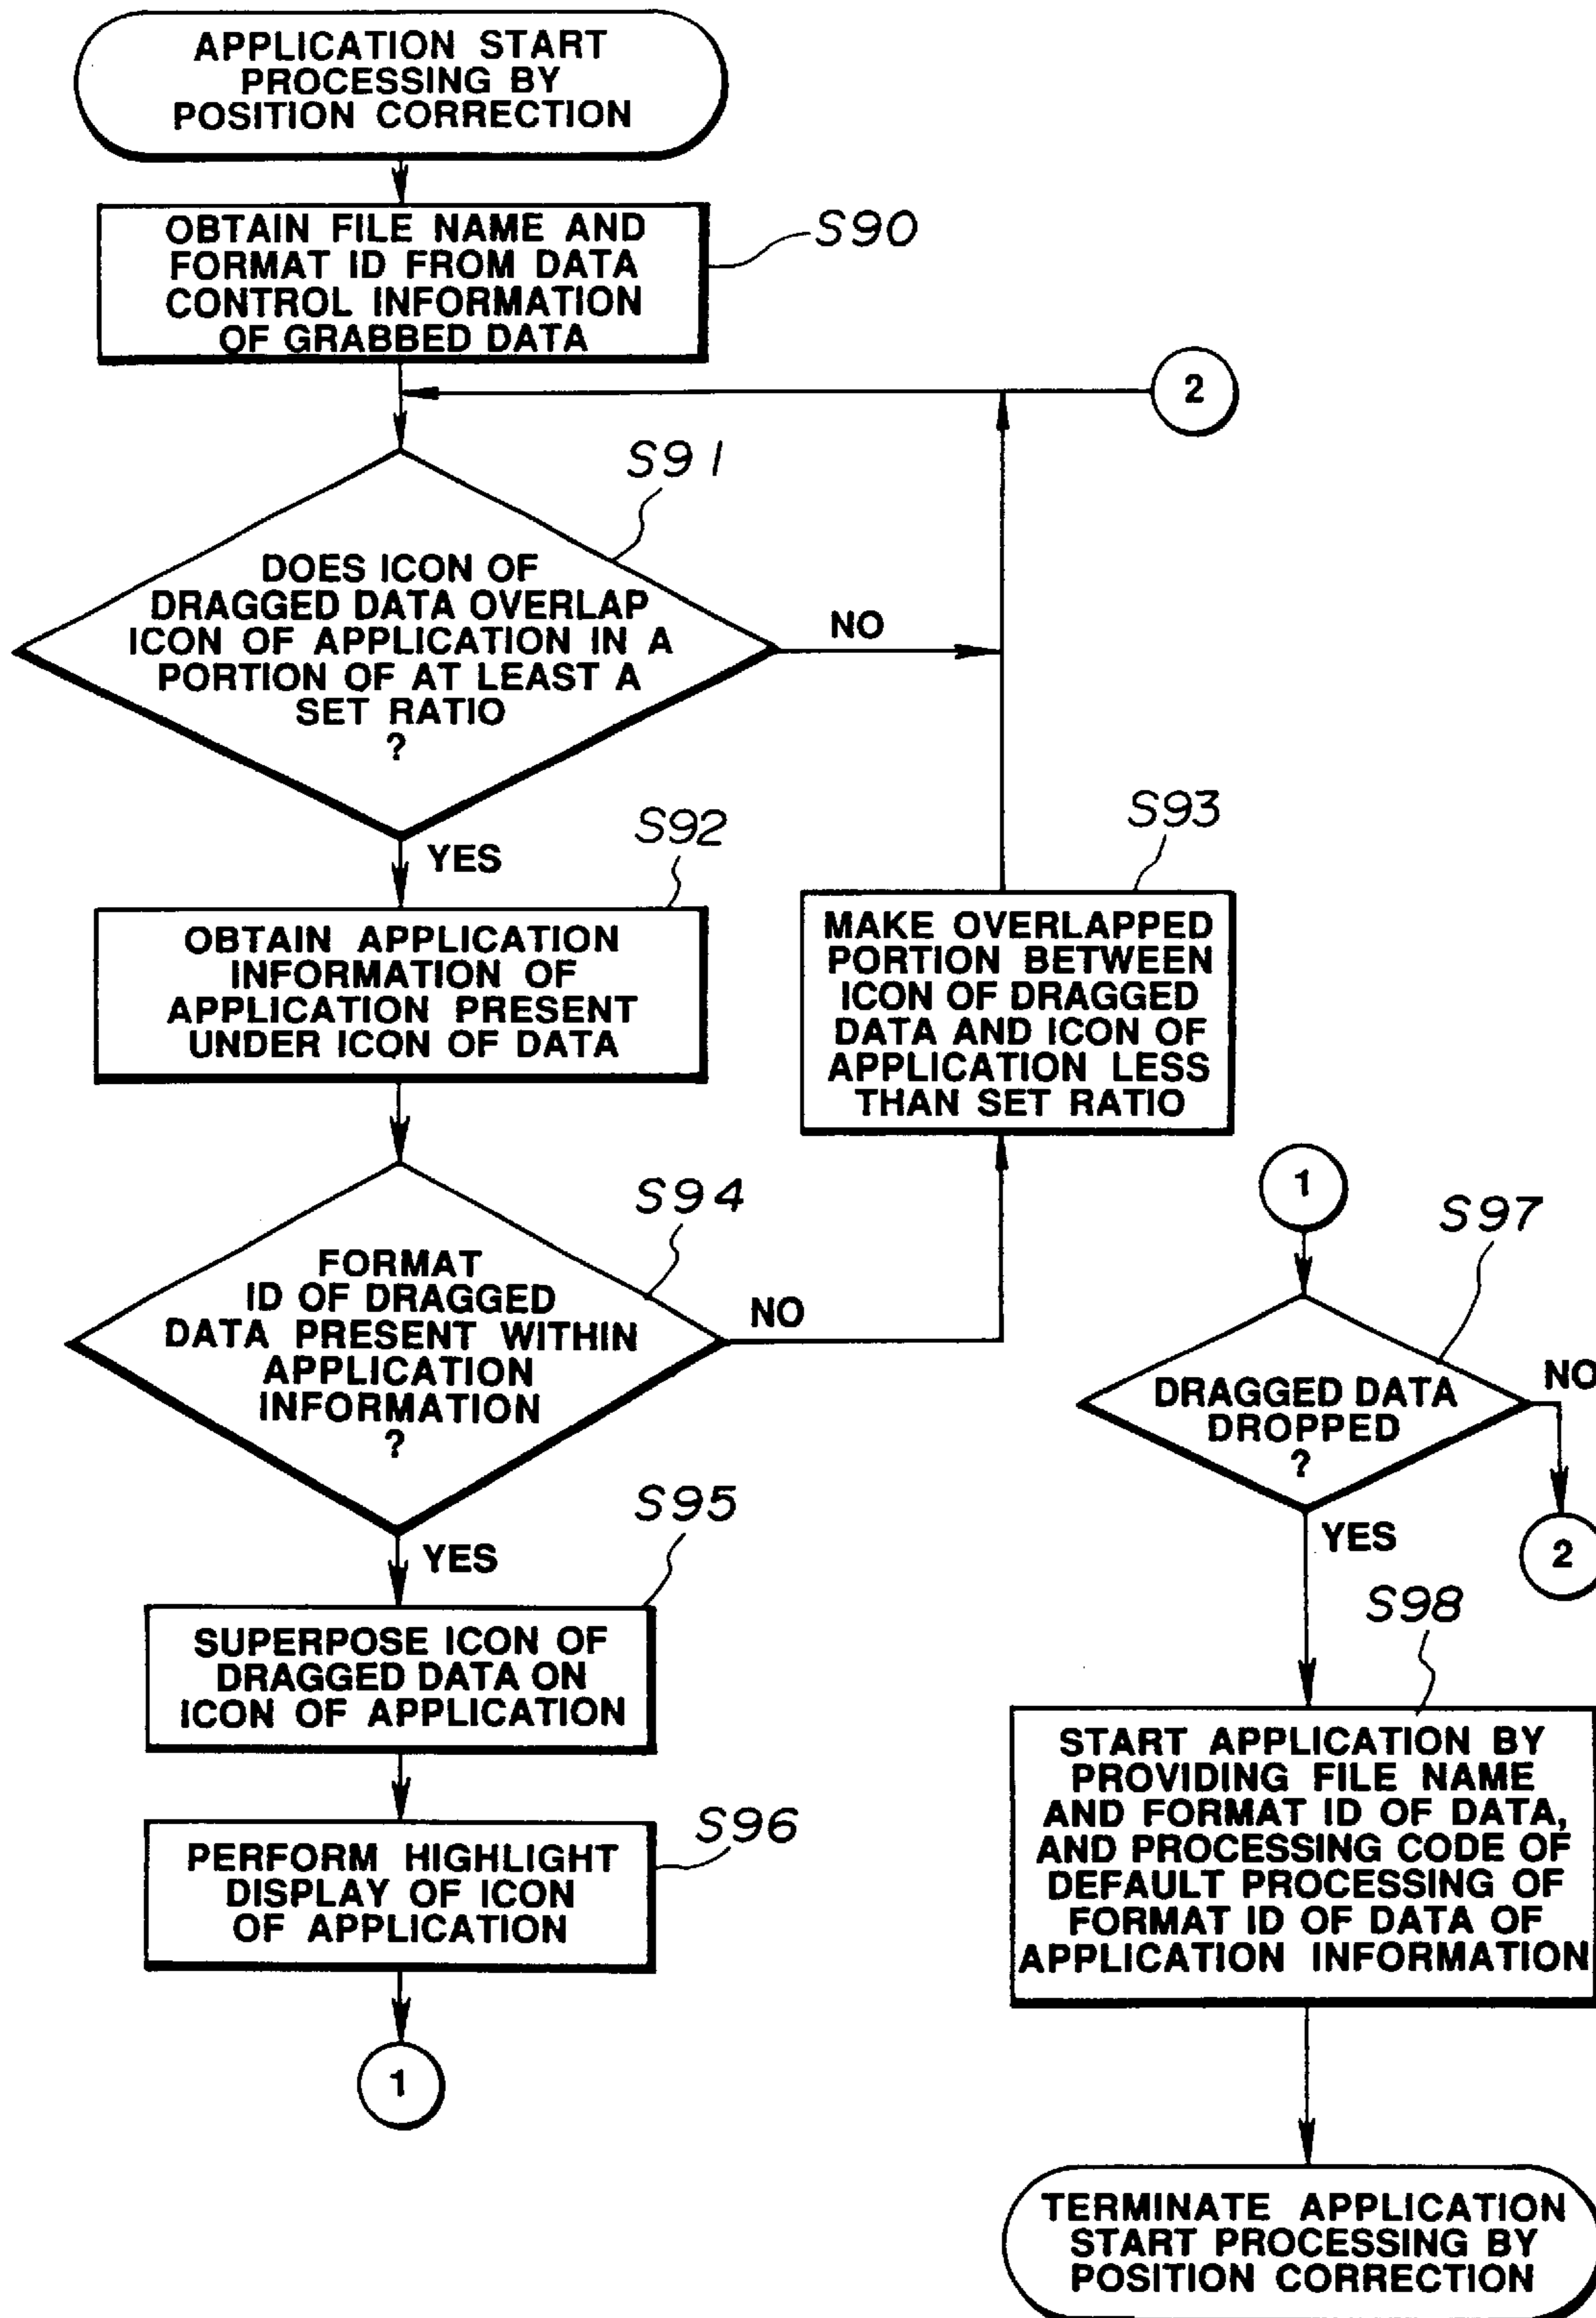 APPLICATION START
PROCESSING BY
POSITION CORRECTION
OBTAIN FILE NAME AND
FORMAT ID FROM DATA
CONTROL INFORMATION
OF GRABBED DATA
S90
2
S91
DOES ICON OF
DRAGGED DATA OVERLAP
ICON OF APPLICATION IN A
PORTION OF AT LEAST A
SET RATIO
?
NO
YES
S92
OBTAIN APPLICATION
INFORMATION OF
APPLICATION PRESENT
UNDER ICON OF DATA
S93
MAKE OVERLAPPED
PORTION BETWEEN
ICON OF DRAGGED
DATA AND ICON OF
APPLICATION LESS
THAN SET RATIO
S94
FORMAT
ID OF DRAGGED
DATA PRESENT WITHIN
APPLICATION
INFORMATION
?
NO
YES
S95
SUPERPOSE ICON OF
DRAGGED DATA ON
ICON OF APPLICATION
S96
PERFORM HIGHLIGHT
DISPLAY OF ICON
OF APPLICATION
1
1
S97
DRAGGED DATA
DROPPED
?
NO
2
YES
S98
START APPLICATION BY
PROVIDING FILE NAME
AND FORMAT ID OF DATA,
AND PROCESSING CODE OF
DEFAULT PROCESSING OF
FORMAT ID OF DATA OF
APPLICATION INFORMATION
TERMINATE APPLICATION
START PROCESSING BY
POSITION CORRECTION